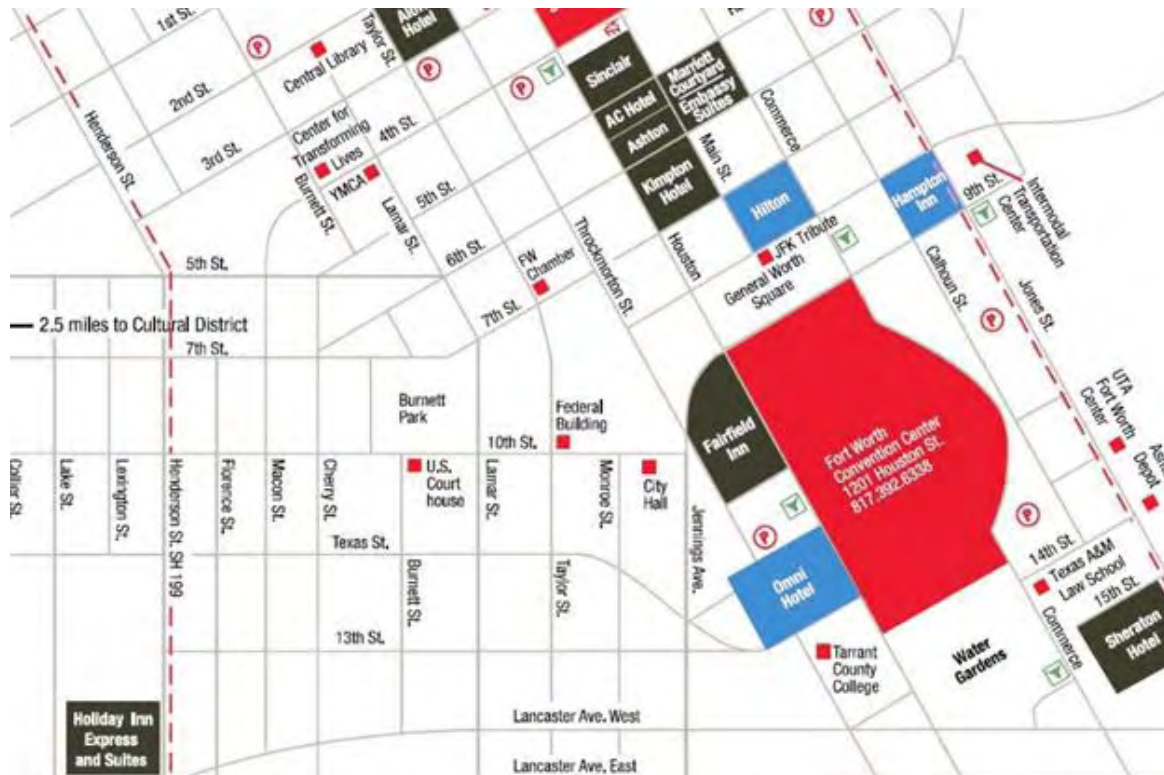 1st St.
2nd St.
3rd St.
Henderson St.
Central Library
Taylor St.
Hotel
Center for
Transforming
Lives
4th St.
YMCA
Burnett St.
Lamar St.
5th St.
6th St.
7th St.
FW
Chamber
Throckmorton St.
Sinclair
AC Hotel
Ashton
Kimpton
Hotel
Marriott
Courtyard
Embassy
Suites
Main St.
Commerce
Houston
Hilton
JFK Tribute
General Worth
Square
Hampton
Inn
9th St.
Intermodal
Transportation
Center
Calhoun St.
Jones St.
5th St.
2.5 miles to Cultural District
7th St.
Burnett
Park
Federal
Building
10th St.
U.S.
Court
house
City
Hall
Lake St.
Lexington St.
Henderson St. SH 199
Florence St.
Macon St.
Cherry St.
Texas St.
Burnett St.
Lamar St.
Taylor St.
Monroe St.
Jennings Ave.
13th St.
Fairfield
Inn
Fort Worth
Convention Center
1201 Houston St.
817.392.6338
Omni
Hotel
UTA
Fort Worth
Center
Depot
P
P
P
P
P
P
P
14th St.
Texas A&M
Law School
15th St.
Commerce
Sheraton
Hotel
Water
Gardens
Tarrant
County
College
Holiday Inn
Express
and Suites
Lancaster Ave. West
Lancaster Ave. East